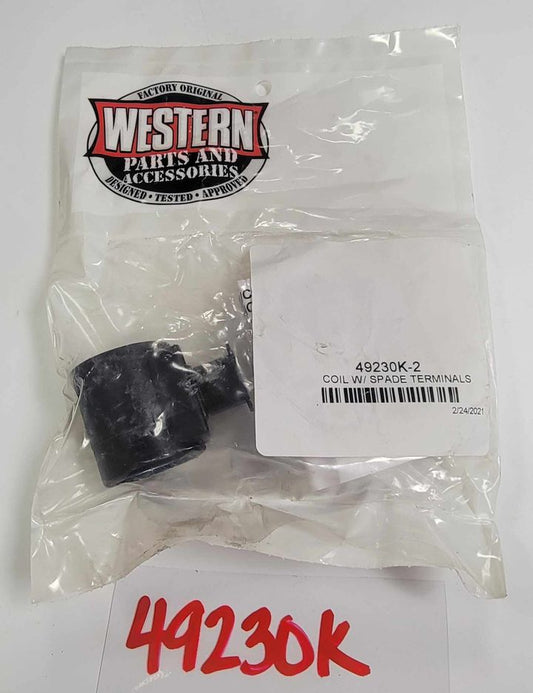 FACTORY ORIGINAL
WESTERN
PARTS AND
ACCESSORIES
DESIGNED • TESTED • APPROVED
49230K-2
COIL W/ SPADE TERMINALS
2/24/2021
49230K